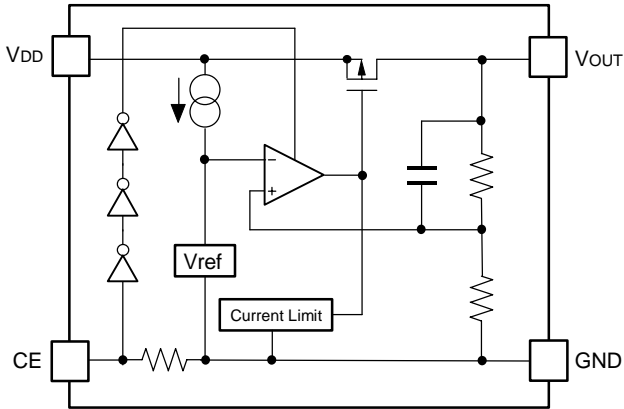 VDD
VOUT
−
+
Vref
Current Limit
CE
GND